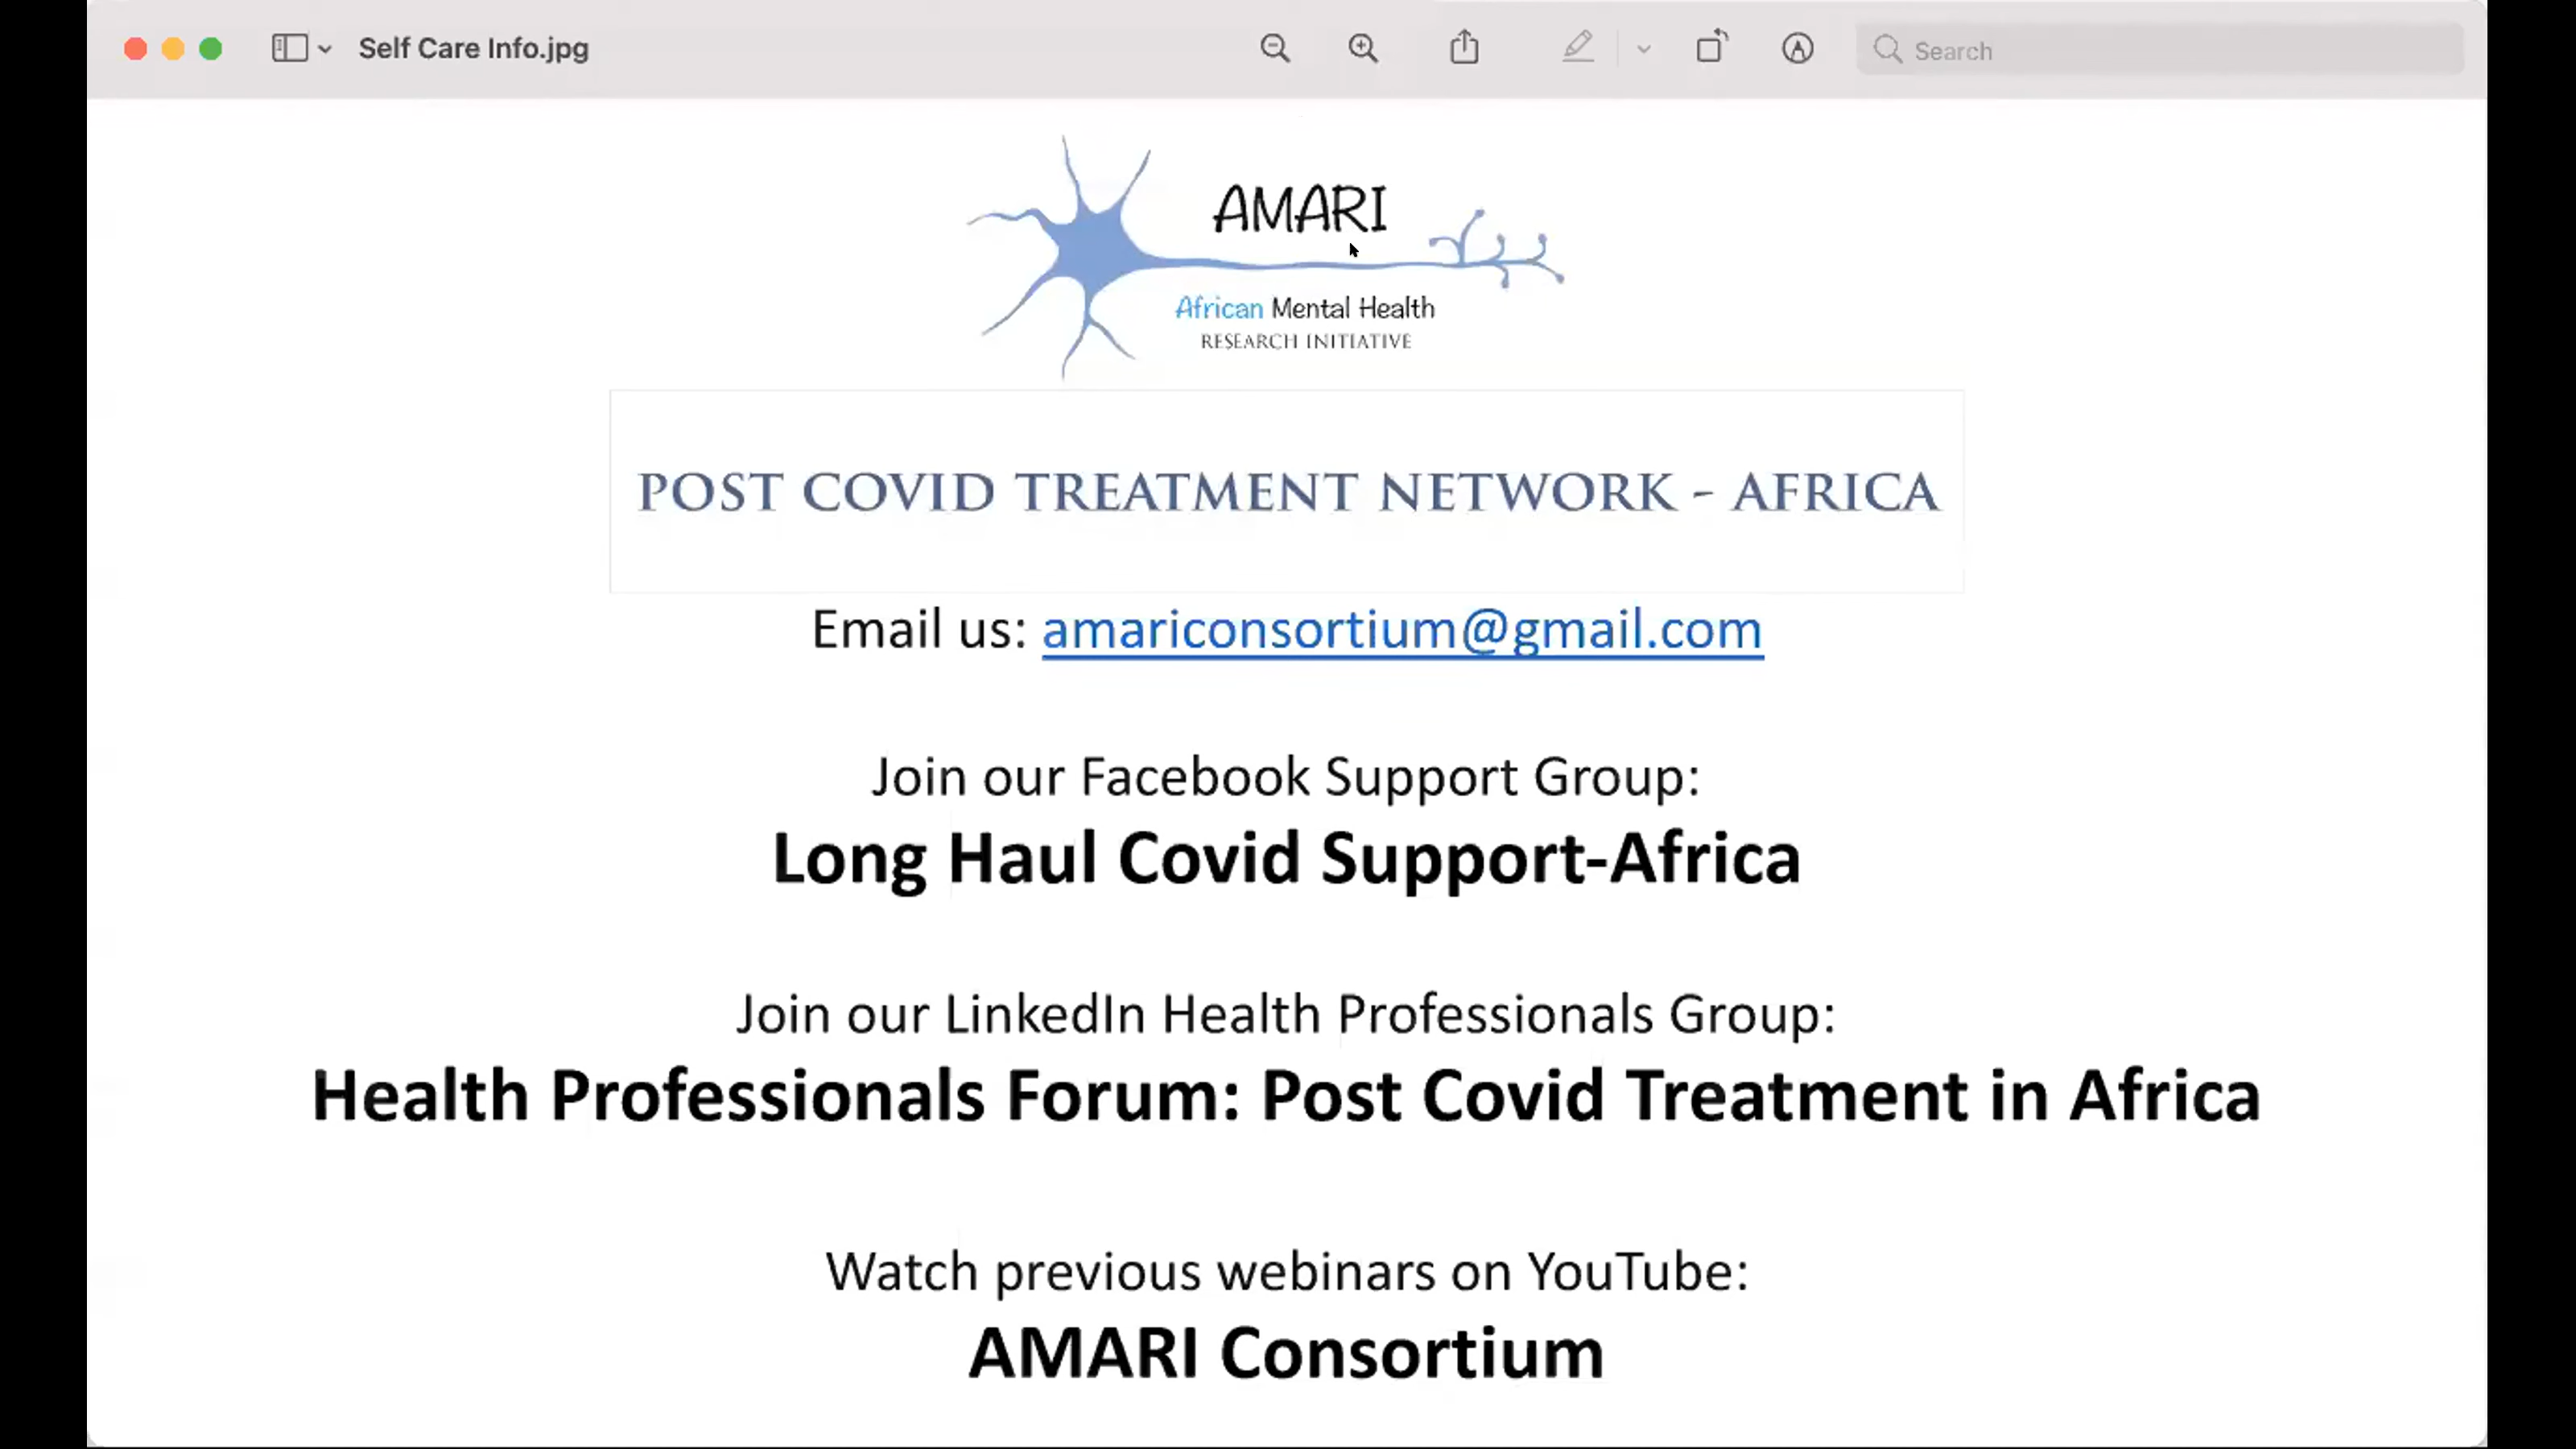 Self Care Info.jpg
Search
AMARI
African Mental Health
RESEARCH INITIATIVE
POST COVID TREATMENT NETWORK - AFRICA
Email us: amariconsortium@gmail.com
Join our Facebook Support Group:
Long Haul Covid Support-Africa
Join our LinkedIn Health Professionals Group:
Health Professionals Forum: Post Covid Treatment in Africa
Watch previous webinars on YouTube:
AMARI Consortium